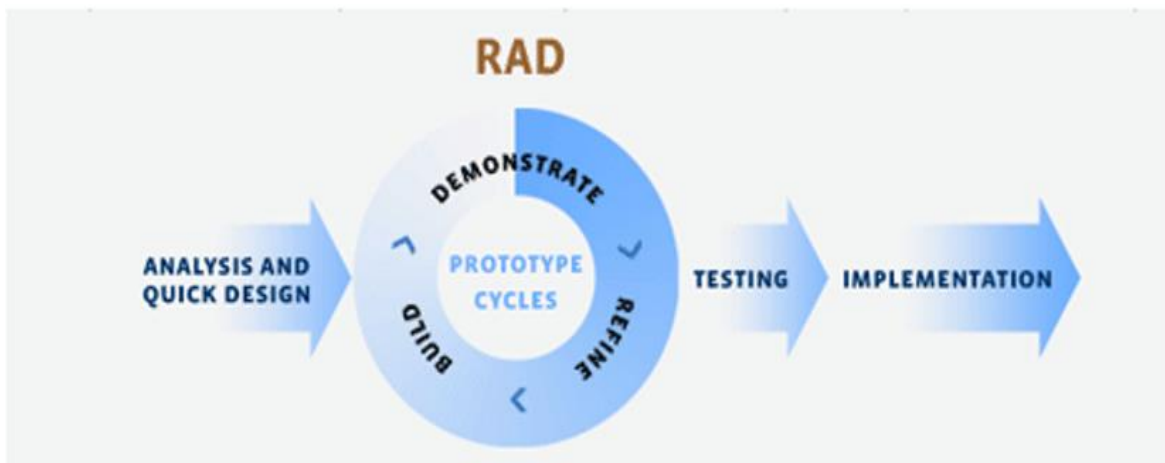 RAD
ANALYSIS AND
QUICK DESIGN
DEMONSTRATE
REFINE
BUILD
PROTOTYPE
CYCLES
TESTING
IMPLEMENTATION